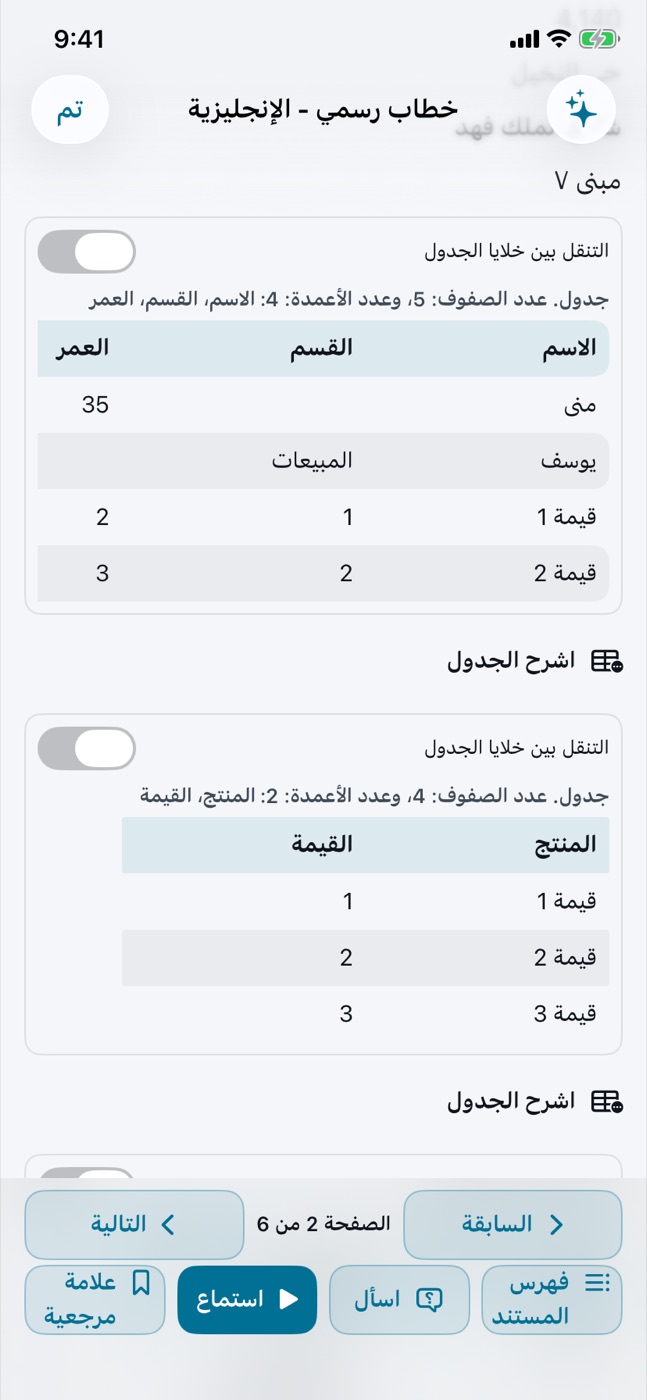 9:41
تم
خطاب رسمي - الإنجليزية
مبنى ٧
التنقل بين خلايا الجدول
جدول. عدد الصفوف: 5، وعدد الأعمدة: 4: الاسم، القسم، العمر
الاسم القسم العمر
منى 35
يوسف المبيعات
قيمة 1 1 2
قيمة 2 2 3
اشرح الجدول
التنقل بين خلايا الجدول
جدول. عدد الصفوف: 4، وعدد الأعمدة: 2: المنتج، القيمة
المنتج القيمة
قيمة 1 1
قيمة 2 2
قيمة 3 3
اشرح الجدول
السابقة الصفحة 2 من 6 التالية
فهرس المستند
اسأل
استماع
علامة مرجعية